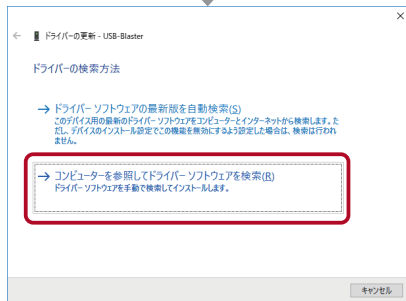 ドライバーの更新 - USB-Blaster
ドライバーの検索方法
→ ドライバー ソフトウェアの最新版を自動検索(S)
このデバイス用の最新のドライバー ソフトウェアをコンピューターとインターネットから検索します。た
だし、デバイスのインストール設定でこの機能を無効にするよう設定した場合は、検索は行われ
ません。
→ コンピューターを参照してドライバー ソフトウェアを検索(R)
ドライバー ソフトウェアを手動で検索してインストールします。
キャンセル